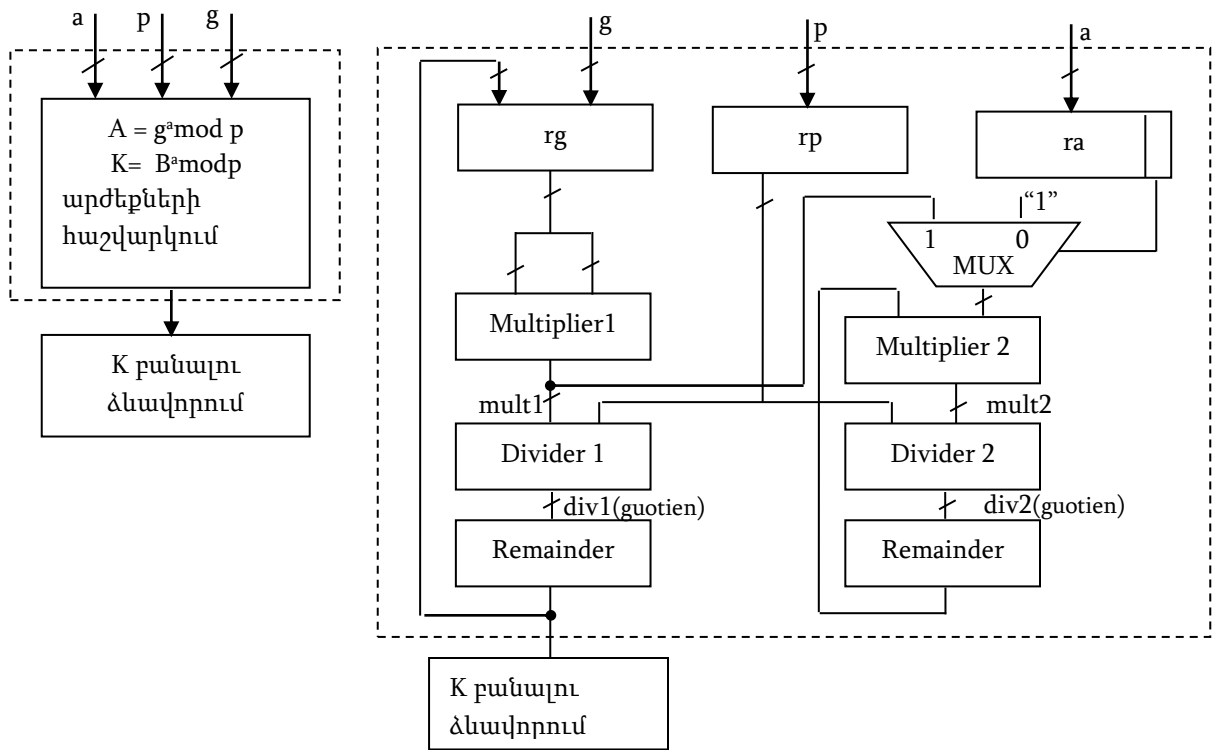 a p g
A = gᵃmod p
K= Bᵃmodp
արժեքների
հաշվարկում
K բանալու
ձևավորում
g p a
rg rp ra
"1"
1 0
MUX
Multiplier1
Multiplier 2
mult1 mult2
Divider 1 Divider 2
div1(guotien) div2(guotien)
Remainder Remainder
K բանալու
ձևավորում